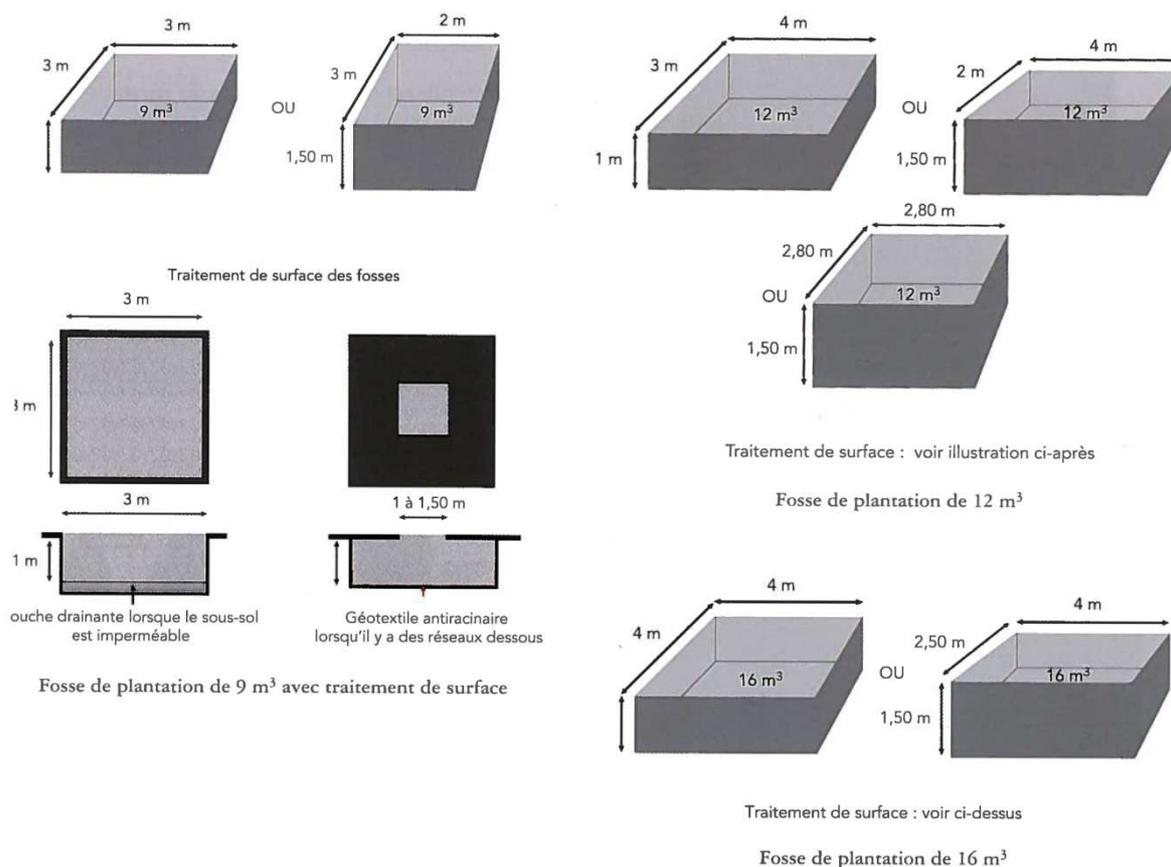 3 m
3 m
9 m³
OU
2 m
3 m
9 m³
1,50 m
Traitement de surface des fosses
3 m
3 m
1 à 1,50 m
1 m
ouche drainante lorsque le sous-sol
est imperméable
Géotextile antiracinaire
lorsqu'il y a des réseaux dessous
Fosse de plantation de 9 m³ avec traitement de surface
4 m
3 m
12 m³
1 m
OU
4 m
2 m
12 m³
1,50 m
OU
2,80 m
2,80 m
12 m³
1,50 m
Traitement de surface : voir illustration ci-après
Fosse de plantation de 12 m³
4 m
4 m
16 m³
OU
4 m
2,50 m
16 m³
1,50 m
Traitement de surface : voir ci-dessus
Fosse de plantation de 16 m³